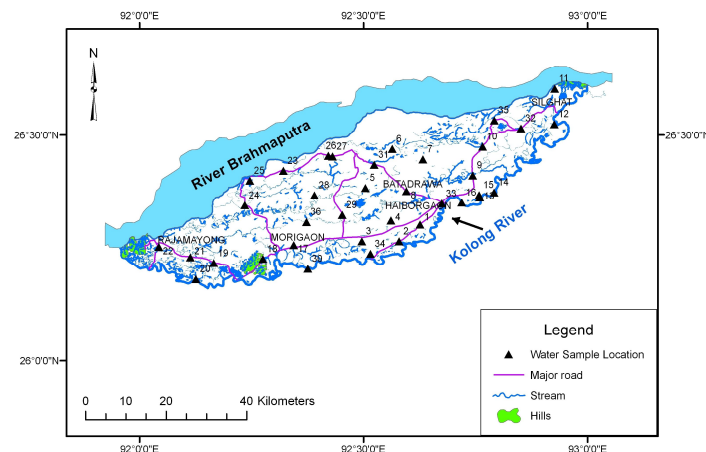 92°0'0"E 92°30'0"E 93°0'0"E
N
11
SILGHAT
35
32
12
26°30'0"N
26°30'0"N
River Brahmaputra
6
10
26 27
7
23
31
25
9
5
BATADRAWA
28
15 14
24
8
33 16
HAIBORGAON
36
29
4
1
RAJAMAYONG
MORIGAON
3
34
22
21
19
18
17
20
30
Kolong River
Legend
Water Sample Location
Major road
Stream
Hills
26°0'0"N
26°0'0"N
0 10 20 40 Kilometers
92°0'0"E 92°30'0"E 93°0'0"E